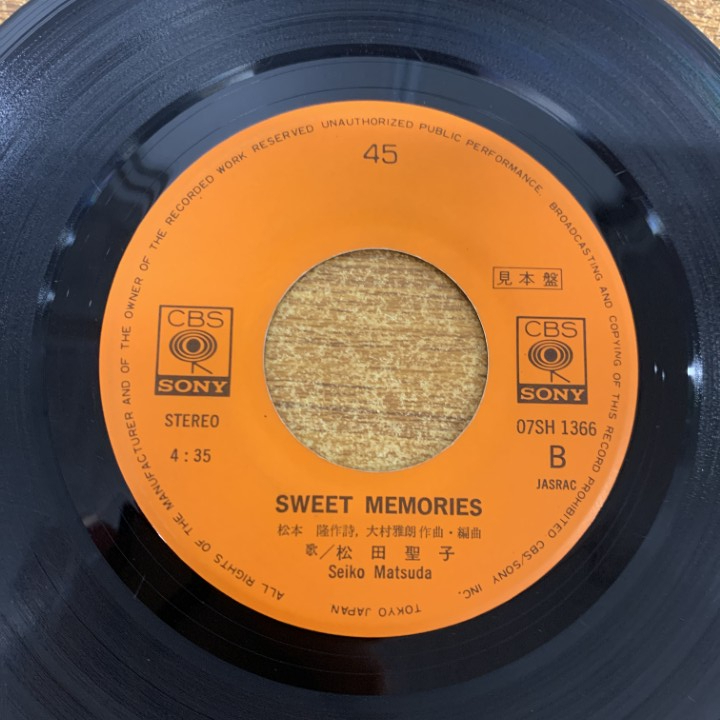 ALL RIGHTS OF THE MANUFACTURER AND OF THE OWNER OF THE RECORDED WORK RESERVED UNAUTHORIZED PUBLIC PERFORMANCE. BROADCASTING AND COPYING OF THIS RECORD PROHIBITED CBS/SONY INC.
TOKYO JAPAN
45
見本盤
CBS
SONY
CBS
SONY
STEREO
4 : 35
07SH 1366
B
JASRAC
SWEET MEMORIES
松本 隆作詩, 大村雅朗作曲・編曲
歌/松田聖子
Seiko Matsuda